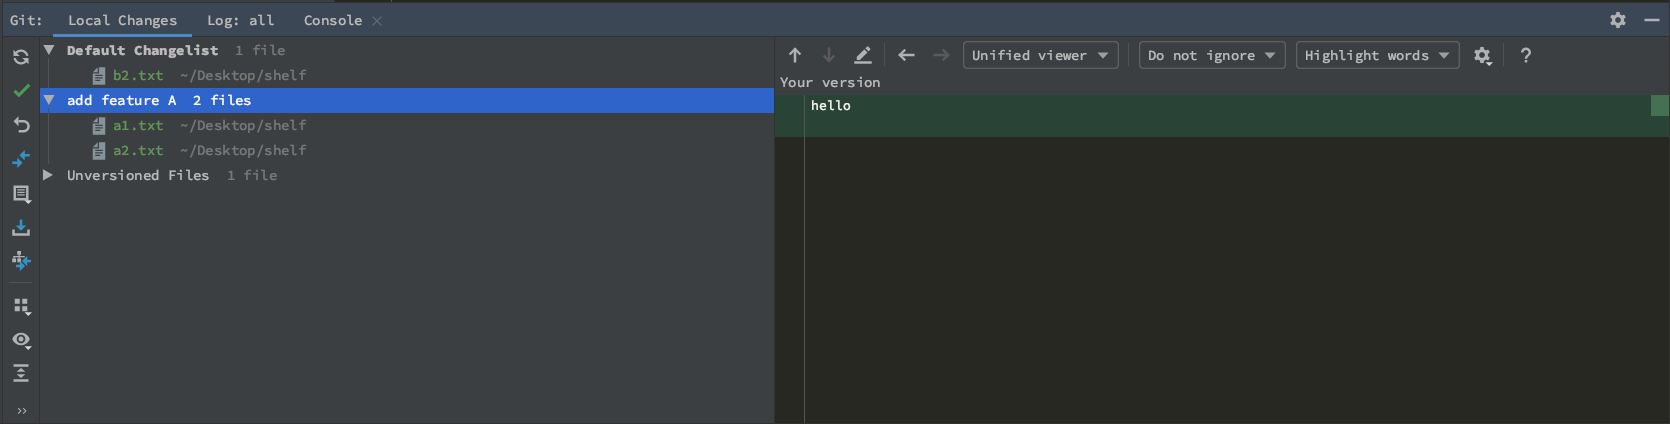 Git: Local Changes Log: all Console
Default Changelist 1 file
b2.txt ~/Desktop/shelf
add feature A 2 files
a1.txt ~/Desktop/shelf
a2.txt ~/Desktop/shelf
Unversioned Files 1 file
Unified viewer Do not ignore Highlight words ?
Your version
hello